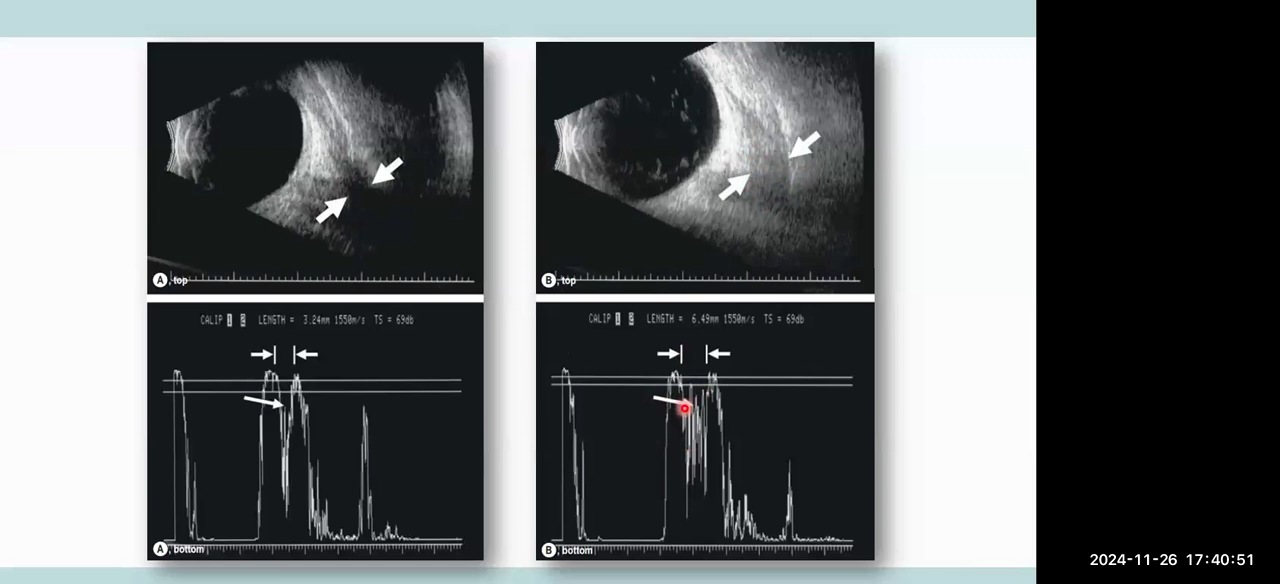 A, top
B, top
CALIP 1 2 LENGTH = 3.24mm 1550m/s TS = 69db
CALIP 1 2 LENGTH = 6.49mm 1550m/s TS = 69db
A, bottom
B, bottom
2024-11-26 17:40:51